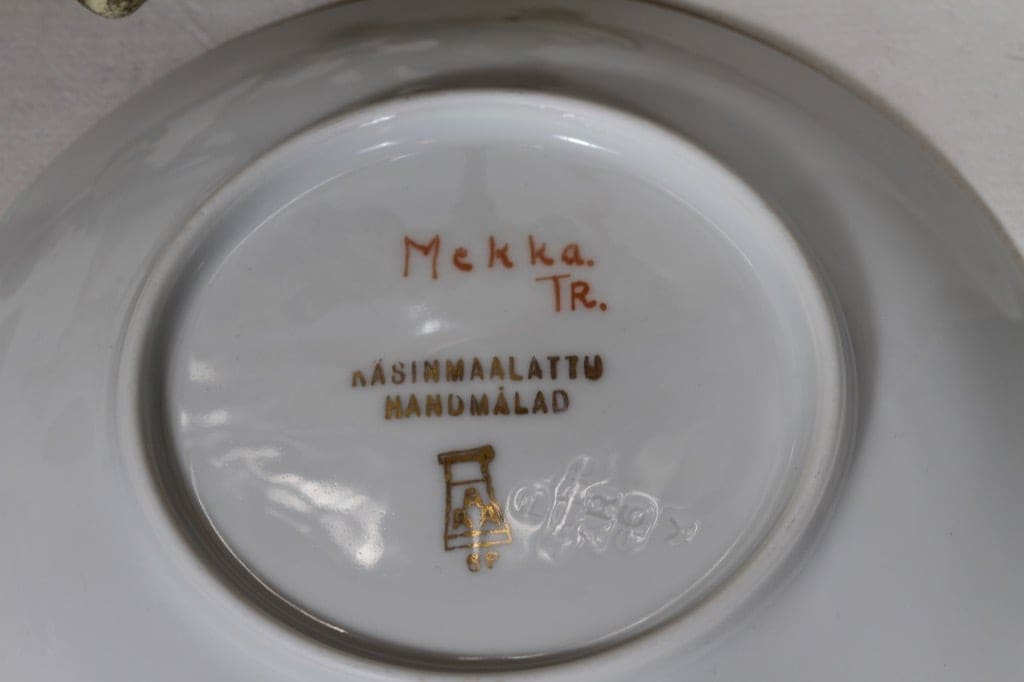 Mekka.
TR.
KÄSINMAALATTU
HANDMÅLAD